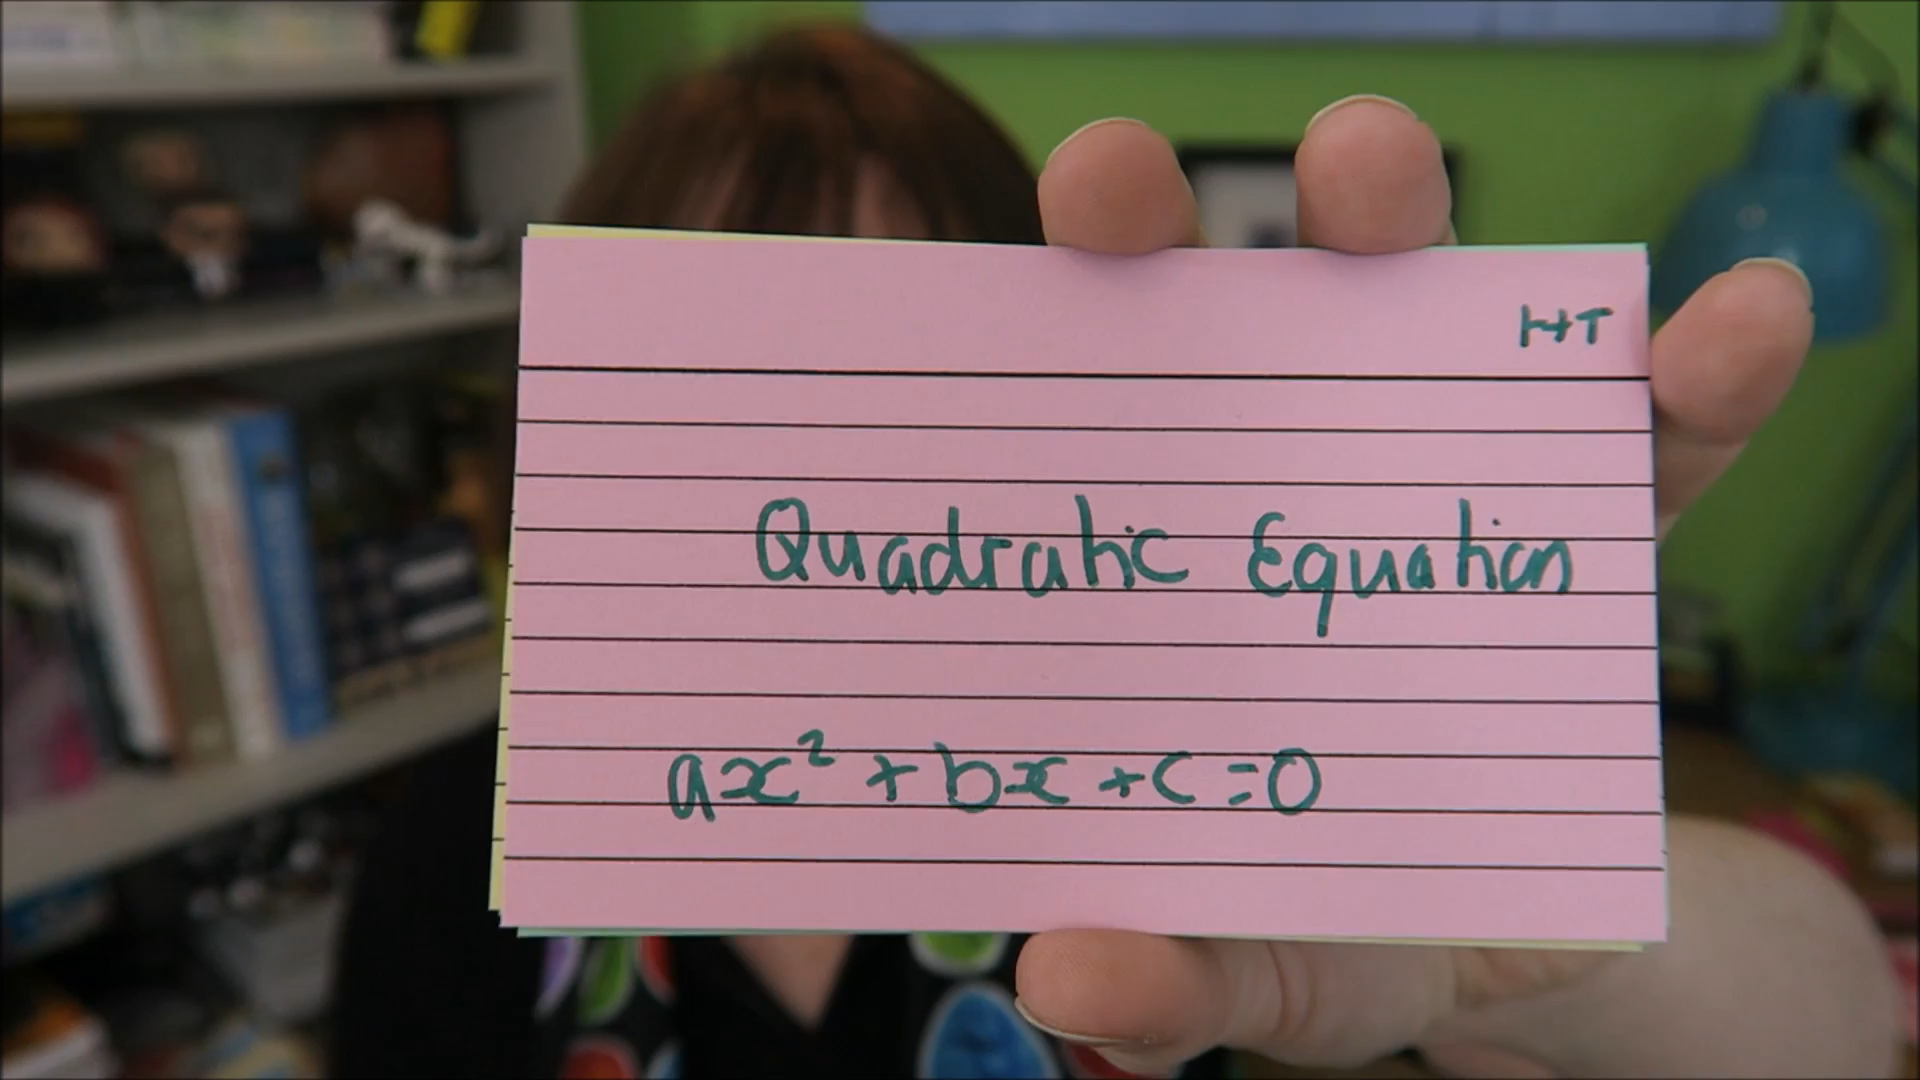 HT
Quadratic Equation
ax² + bx + c = 0